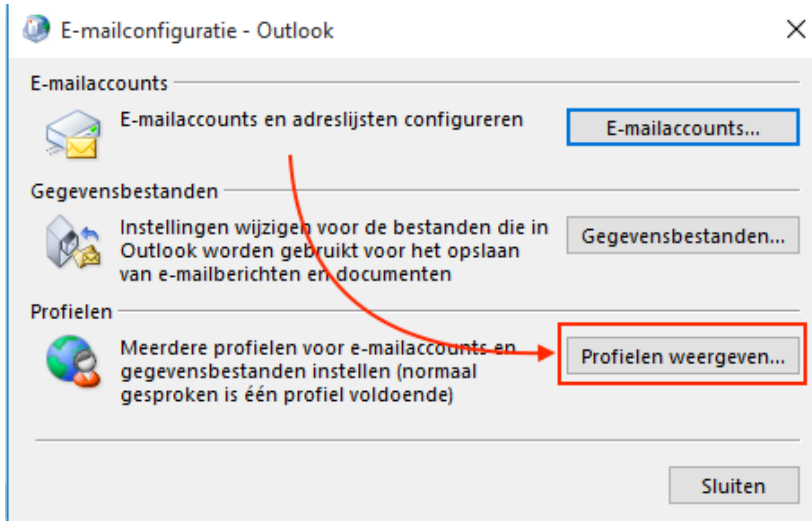 E-mailconfiguratie - Outlook
E-mailaccounts
E-mailaccounts en adreslijsten configureren
E-mailaccounts...
Gegevensbestanden
Instellingen wijzigen voor de bestanden die in
Outlook worden gebruikt voor het opslaan
van e-mailberichten en documenten
Gegevensbestanden...
Profielen
Meerdere profielen voor e-mailaccounts en
gegevensbestanden instellen (normaal
gesproken is één profiel voldoende)
Profielen weergeven...
Sluiten